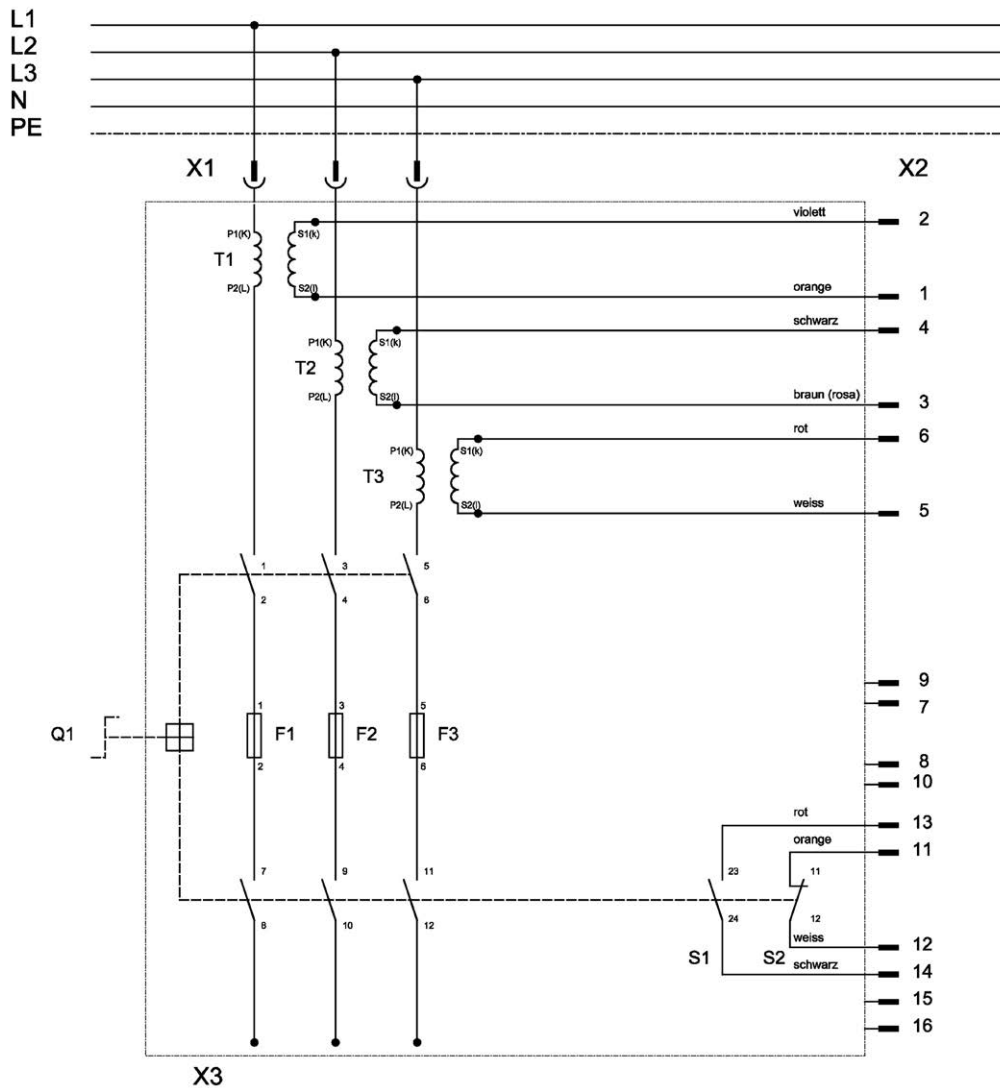 L1
L2
L3
N
PE
X1
X2
violett
2
P1(K)
S1(k)
T1
P2(L)
S2(l)
orange
1
schwarz
4
P1(K)
S1(k)
T2
P2(L)
S2(l)
braun (rosa)
3
rot
6
P1(K)
S1(k)
T3
P2(L)
S2(l)
weiss
5
1
3
5
2
4
6
9
7
1
3
5
Q1
F1
F2
F3
2
4
6
8
10
rot
13
orange
11
7
9
11
23
11
8
10
12
24
12
S1
S2
weiss
12
schwarz
14
15
16
X3